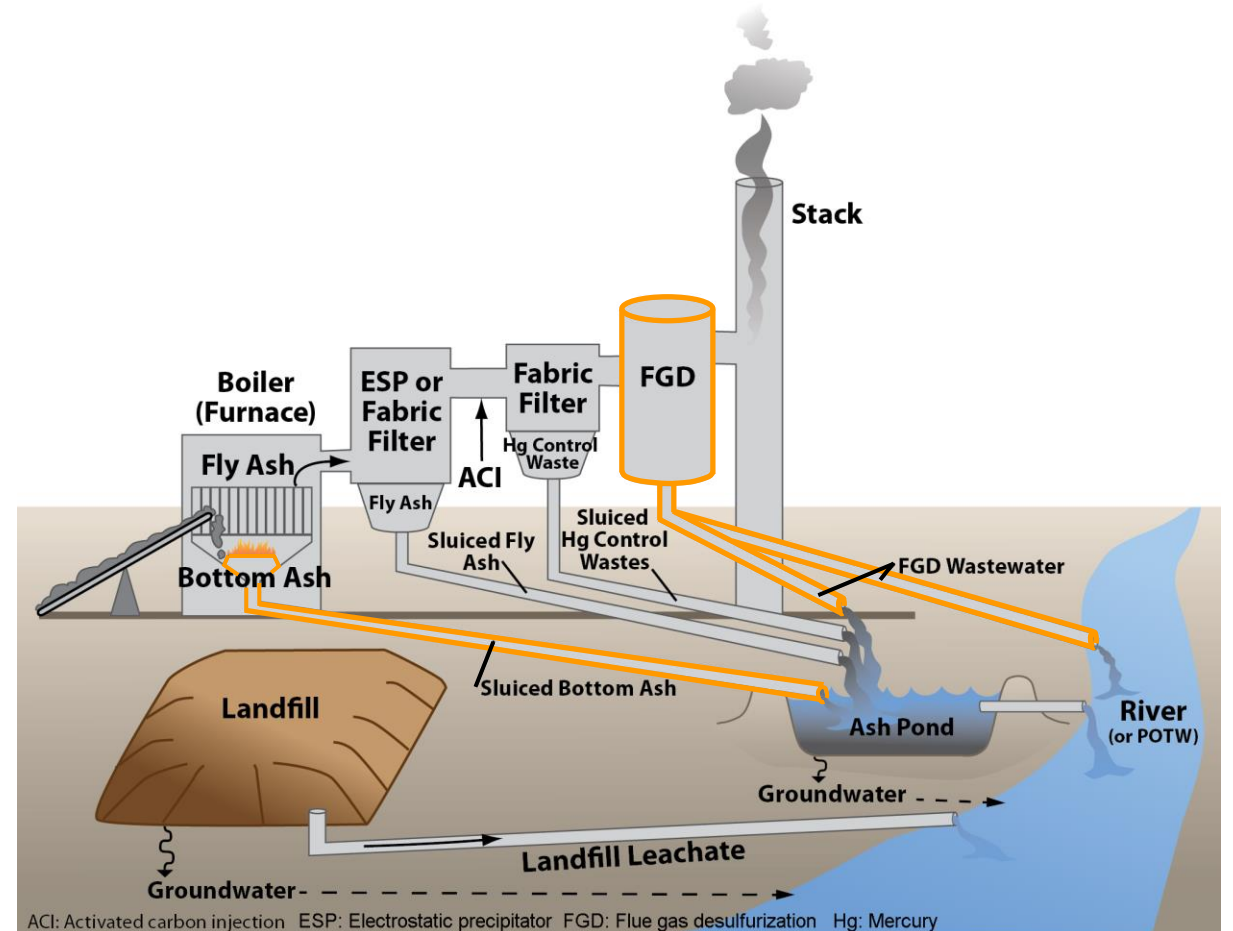 Stack
Boiler
(Furnace)
ESP or
Fabric
Filter
Fabric
Filter
FGD
Fly Ash
Hg Control
Waste
ACI
Fly Ash
Sluiced Fly
Ash
Sluiced
Hg Control
Wastes
FGD Wastewater
Bottom Ash
Sluiced Bottom Ash
Landfill
Ash Pond
River
(or POTW)
Groundwater
Landfill Leachate
Groundwater
ACI: Activated carbon injection ESP: Electrostatic precipitator FGD: Flue gas desulfurization Hg: Mercury